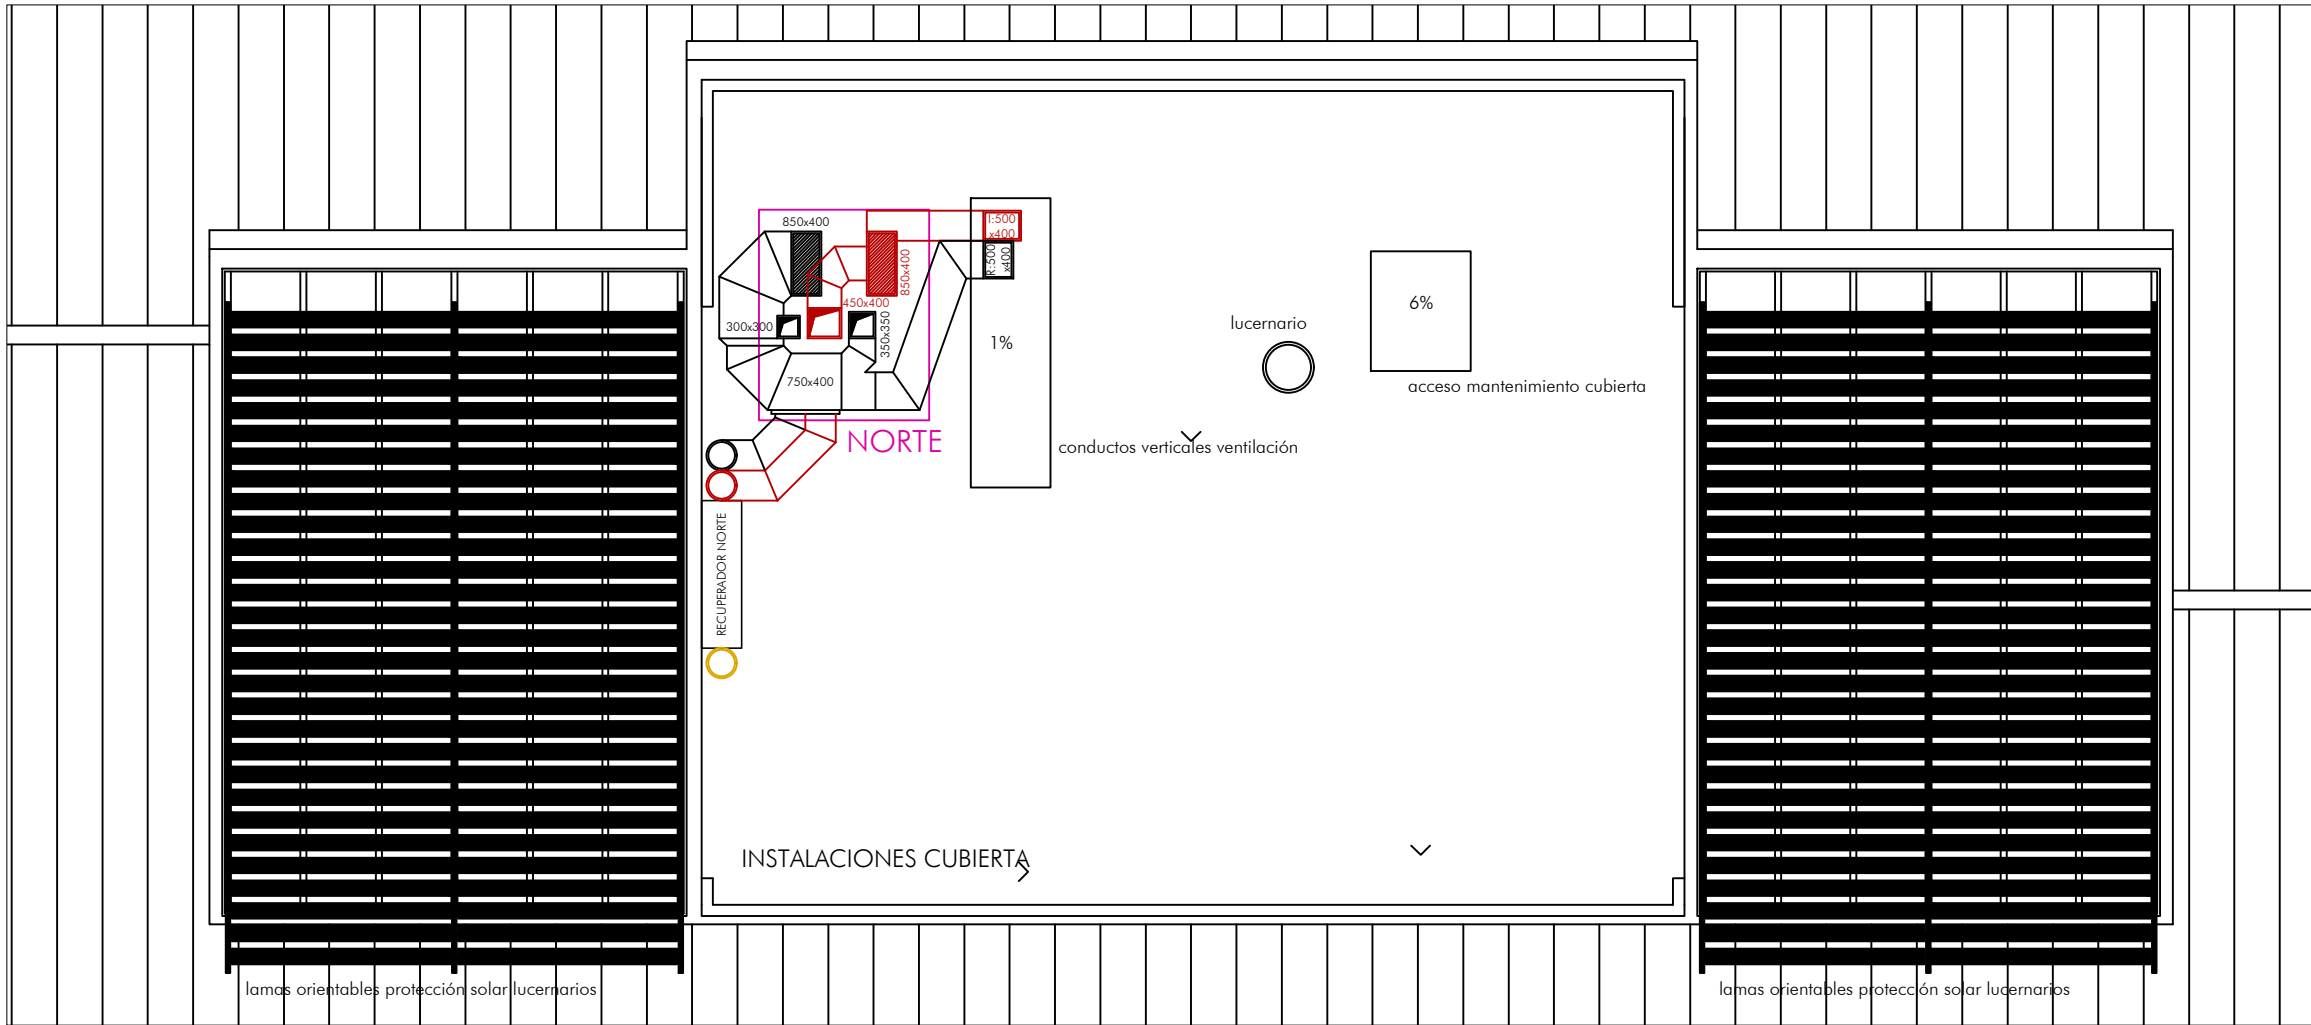 850x400
I:500
x400
R:500
x400
850x400
450x400
300x300
350x350
750x400
1%
6%
lucernario
acceso mantenimiento cubierta
NORTE
conductos verticales ventilación
RECUPERADOR NORTE
INSTALACIONES CUBIERTA
lamas orientables protección solar lucernarios
lamas orientables protección solar lucernarios